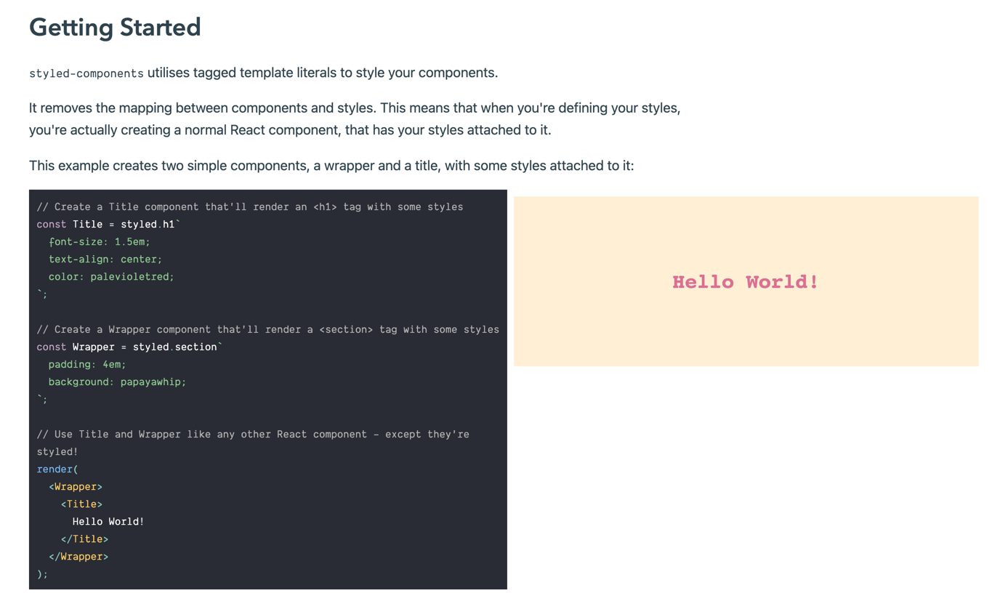 Getting Started
styled-components utilises tagged template literals to style your components.
It removes the mapping between components and styles. This means that when you're defining your styles,
you're actually creating a normal React component, that has your styles attached to it.
This example creates two simple components, a wrapper and a title, with some styles attached to it:
// Create a Title component that'll render an <h1> tag with some styles
const Title = styled.h1`
  font-size: 1.5em;
  text-align: center;
  color: palevioletred;
`;
// Create a Wrapper component that'll render a <section> tag with some styles
const Wrapper = styled.section`
  padding: 4em;
  background: papayawhip;
`;
// Use Title and Wrapper like any other React component – except they're
styled!
render(
  <Wrapper>
    <Title>
      Hello World!
    </Title>
  </Wrapper>
);
Hello World!